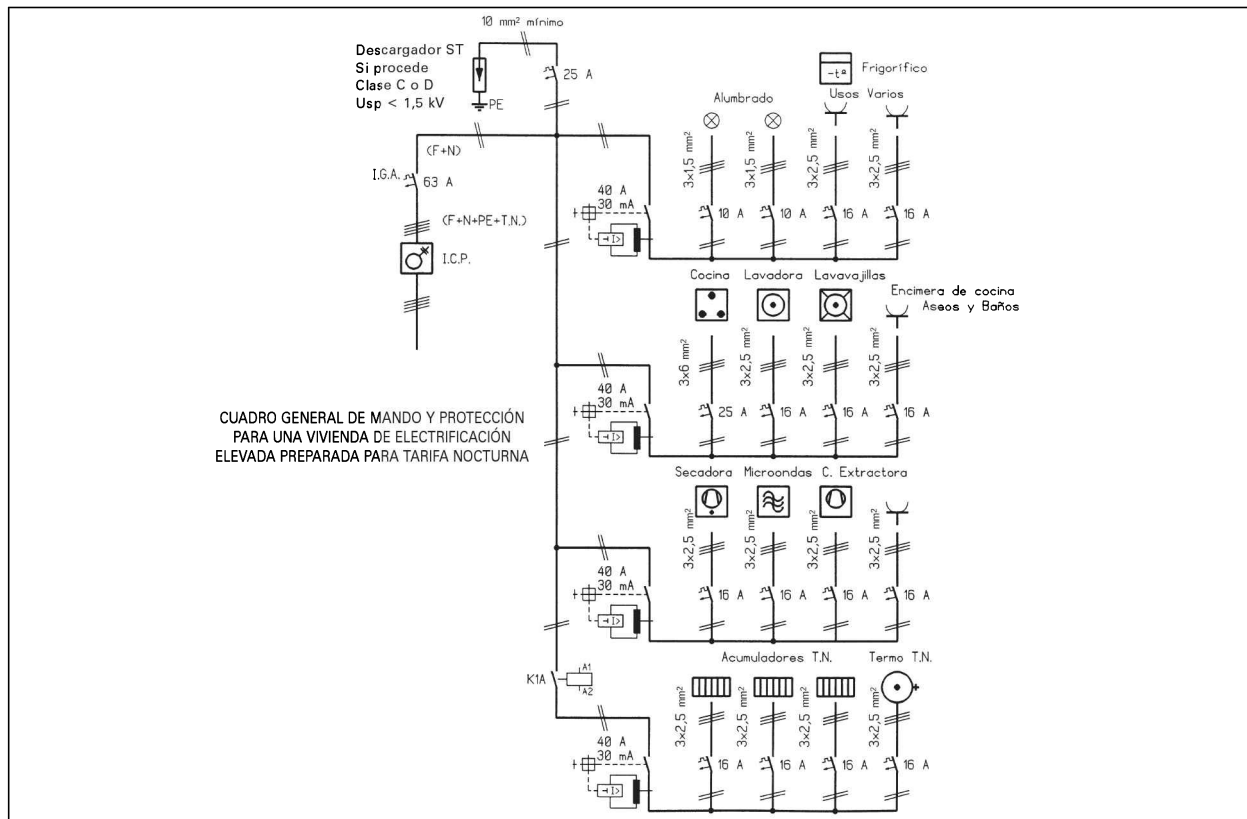 10 mm² mínimo
Descargador ST
Si procede
Clase C o D
Usp < 1,5 kV
PE
25 A
(F+N)
I.G.A.
63 A
(F+N+PE+T.N.)
I.C.P.
CUADRO GENERAL DE MANDO Y PROTECCIÓN
PARA UNA VIVIENDA DE ELECTRIFICACIÓN
ELEVADA PREPARADA PARA TARIFA NOCTURNA
-tª
Frigorífico
Alumbrado
Usos Varios
3x1,5 mm²
3x1,5 mm²
3x2,5 mm²
3x2,5 mm²
40 A
30 mA
I>
10 A
10 A
16 A
16 A
Cocina
Lavadora
Lavavajillas
Encimera de cocina
Aseos y Baños
3x6 mm²
3x2,5 mm²
3x2,5 mm²
3x2,5 mm²
40 A
30 mA
I>
25 A
16 A
16 A
16 A
Secadora
Microondas
C. Extractora
3x2,5 mm²
3x2,5 mm²
3x2,5 mm²
3x2,5 mm²
40 A
30 mA
I>
16 A
16 A
16 A
16 A
K1A
A1
A2
Acumuladores T.N.
Termo T.N.
3x2,5 mm²
3x2,5 mm²
3x2,5 mm²
3x2,5 mm²
40 A
30 mA
I>
16 A
16 A
16 A
16 A